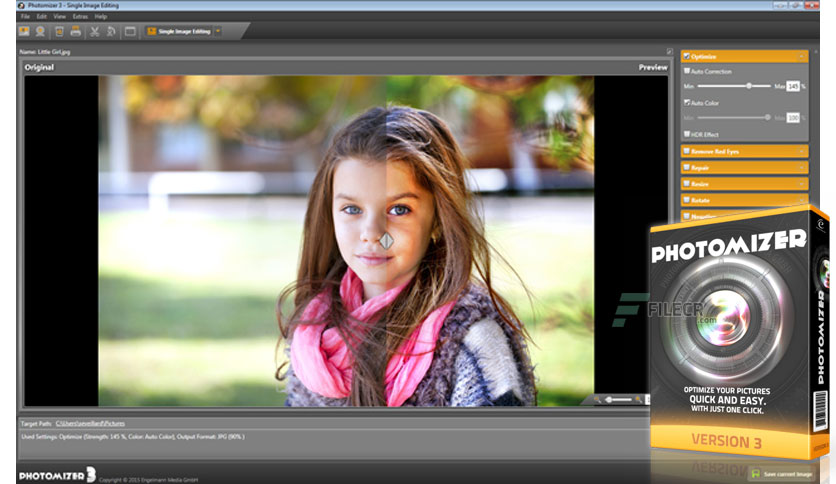 Photomizer 3 - Single Image Editing
File Edit View Extras Help
Single Image Editing
Name: Little Girl.jpg
Original
Preview
Optimize
Auto Correction
Min Max 145 %
Auto Color
Min Max 100 %
HDR Effect
Remove Red Eyes
Repair
Resize
Rotate
PHOTOMIZER
3
OPTIMIZE YOUR PICTURES
QUICK AND EASY.
WITH JUST ONE CLICK.
VERSION 3
PHOTOMIZER
FILECR
.com
Target Path: C:\Users\seveillard\Pictures
Used Settings: Optimize (Strength: 145 %, Color: Auto Color), Output Format: JPG (90% )
PHOTOMIZER 3 Copyright © 2015 Engelmann Media GmbH
Save current Image